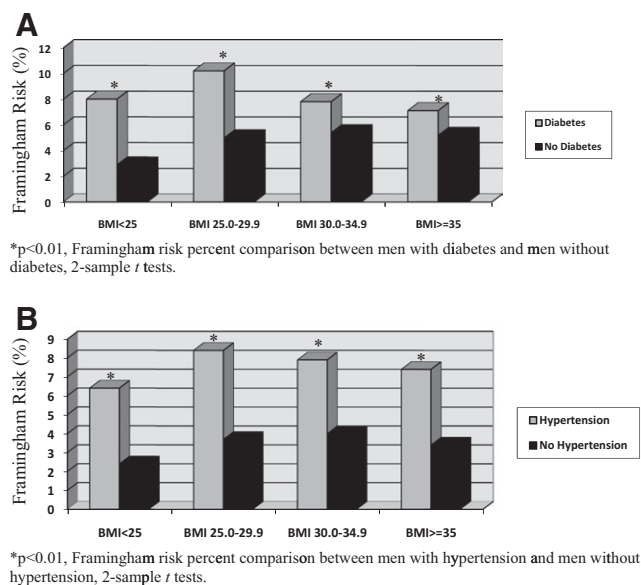 A
Framingham Risk (%)
12
10
8
6
4
2
0
* * * *
BMI<25 BMI 25.0-29.9 BMI 30.0-34.9 BMI>=35
Diabetes
No Diabetes
*p<0.01, Framingham risk percent comparison between men with diabetes and men without
diabetes, 2-sample t tests.
B
Framingham Risk (%)
9
8
7
6
5
4
3
2
1
0
* * * *
BMI<25 BMI 25.0-29.9 BMI 30.0-34.9 BMI>=35
Hypertension
No Hypertension
*p<0.01, Framingham risk percent comparison between men with hypertension and men without
hypertension, 2-sample t tests.